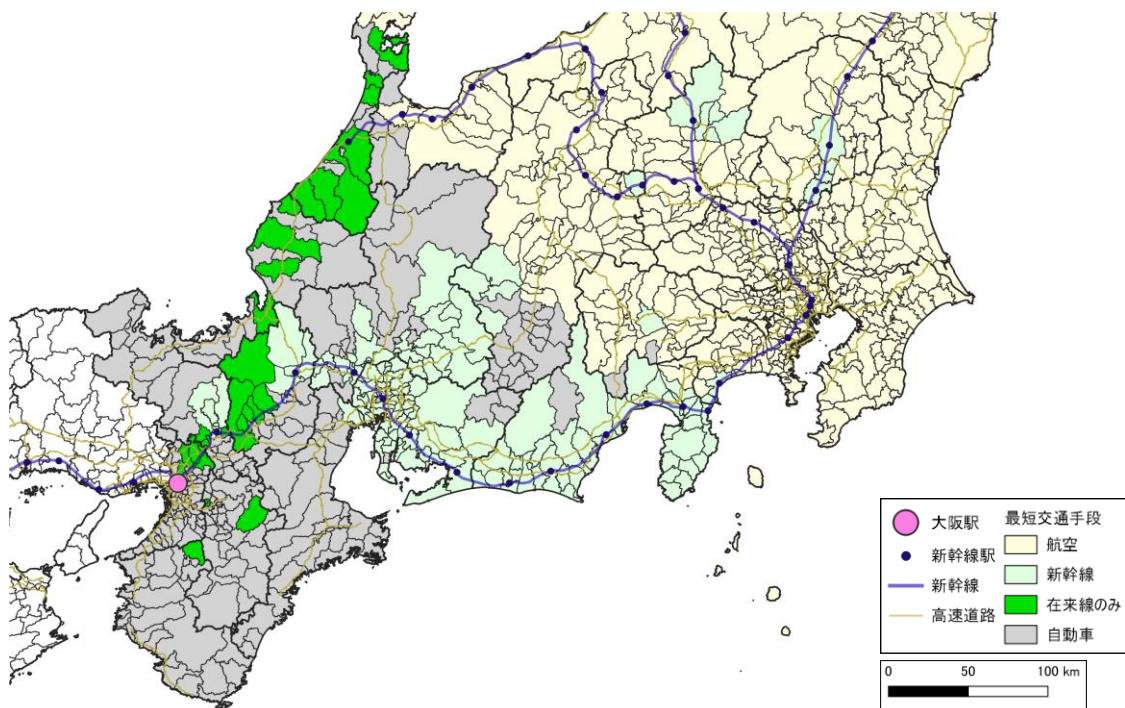 大阪駅
新幹線駅
新幹線
高速道路
最短交通手段
航空
新幹線
在来線のみ
自動車
0 50 100 km